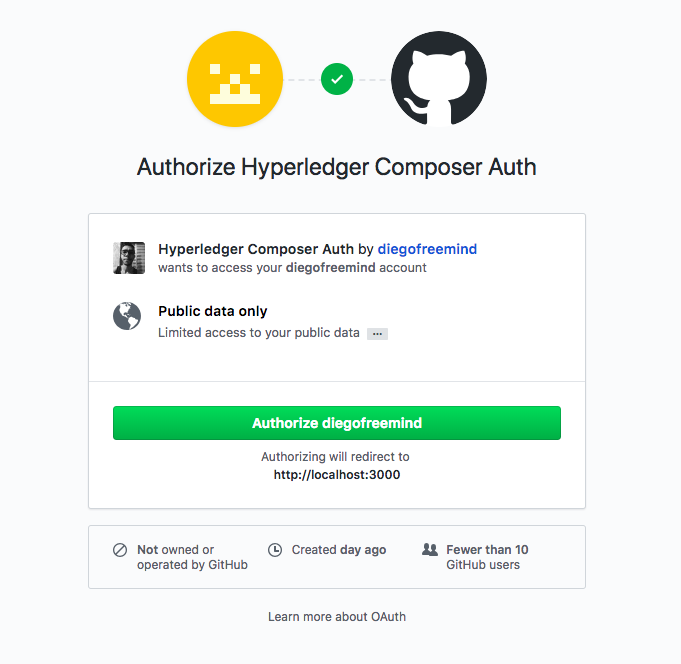 Authorize Hyperledger Composer Auth
Hyperledger Composer Auth by diegofreemind
wants to access your diegofreemind account
Public data only
Limited access to your public data ...
Authorize diegofreemind
Authorizing will redirect to
http://localhost:3000
Not owned or
operated by GitHub
Created day ago
Fewer than 10
GitHub users
Learn more about OAuth